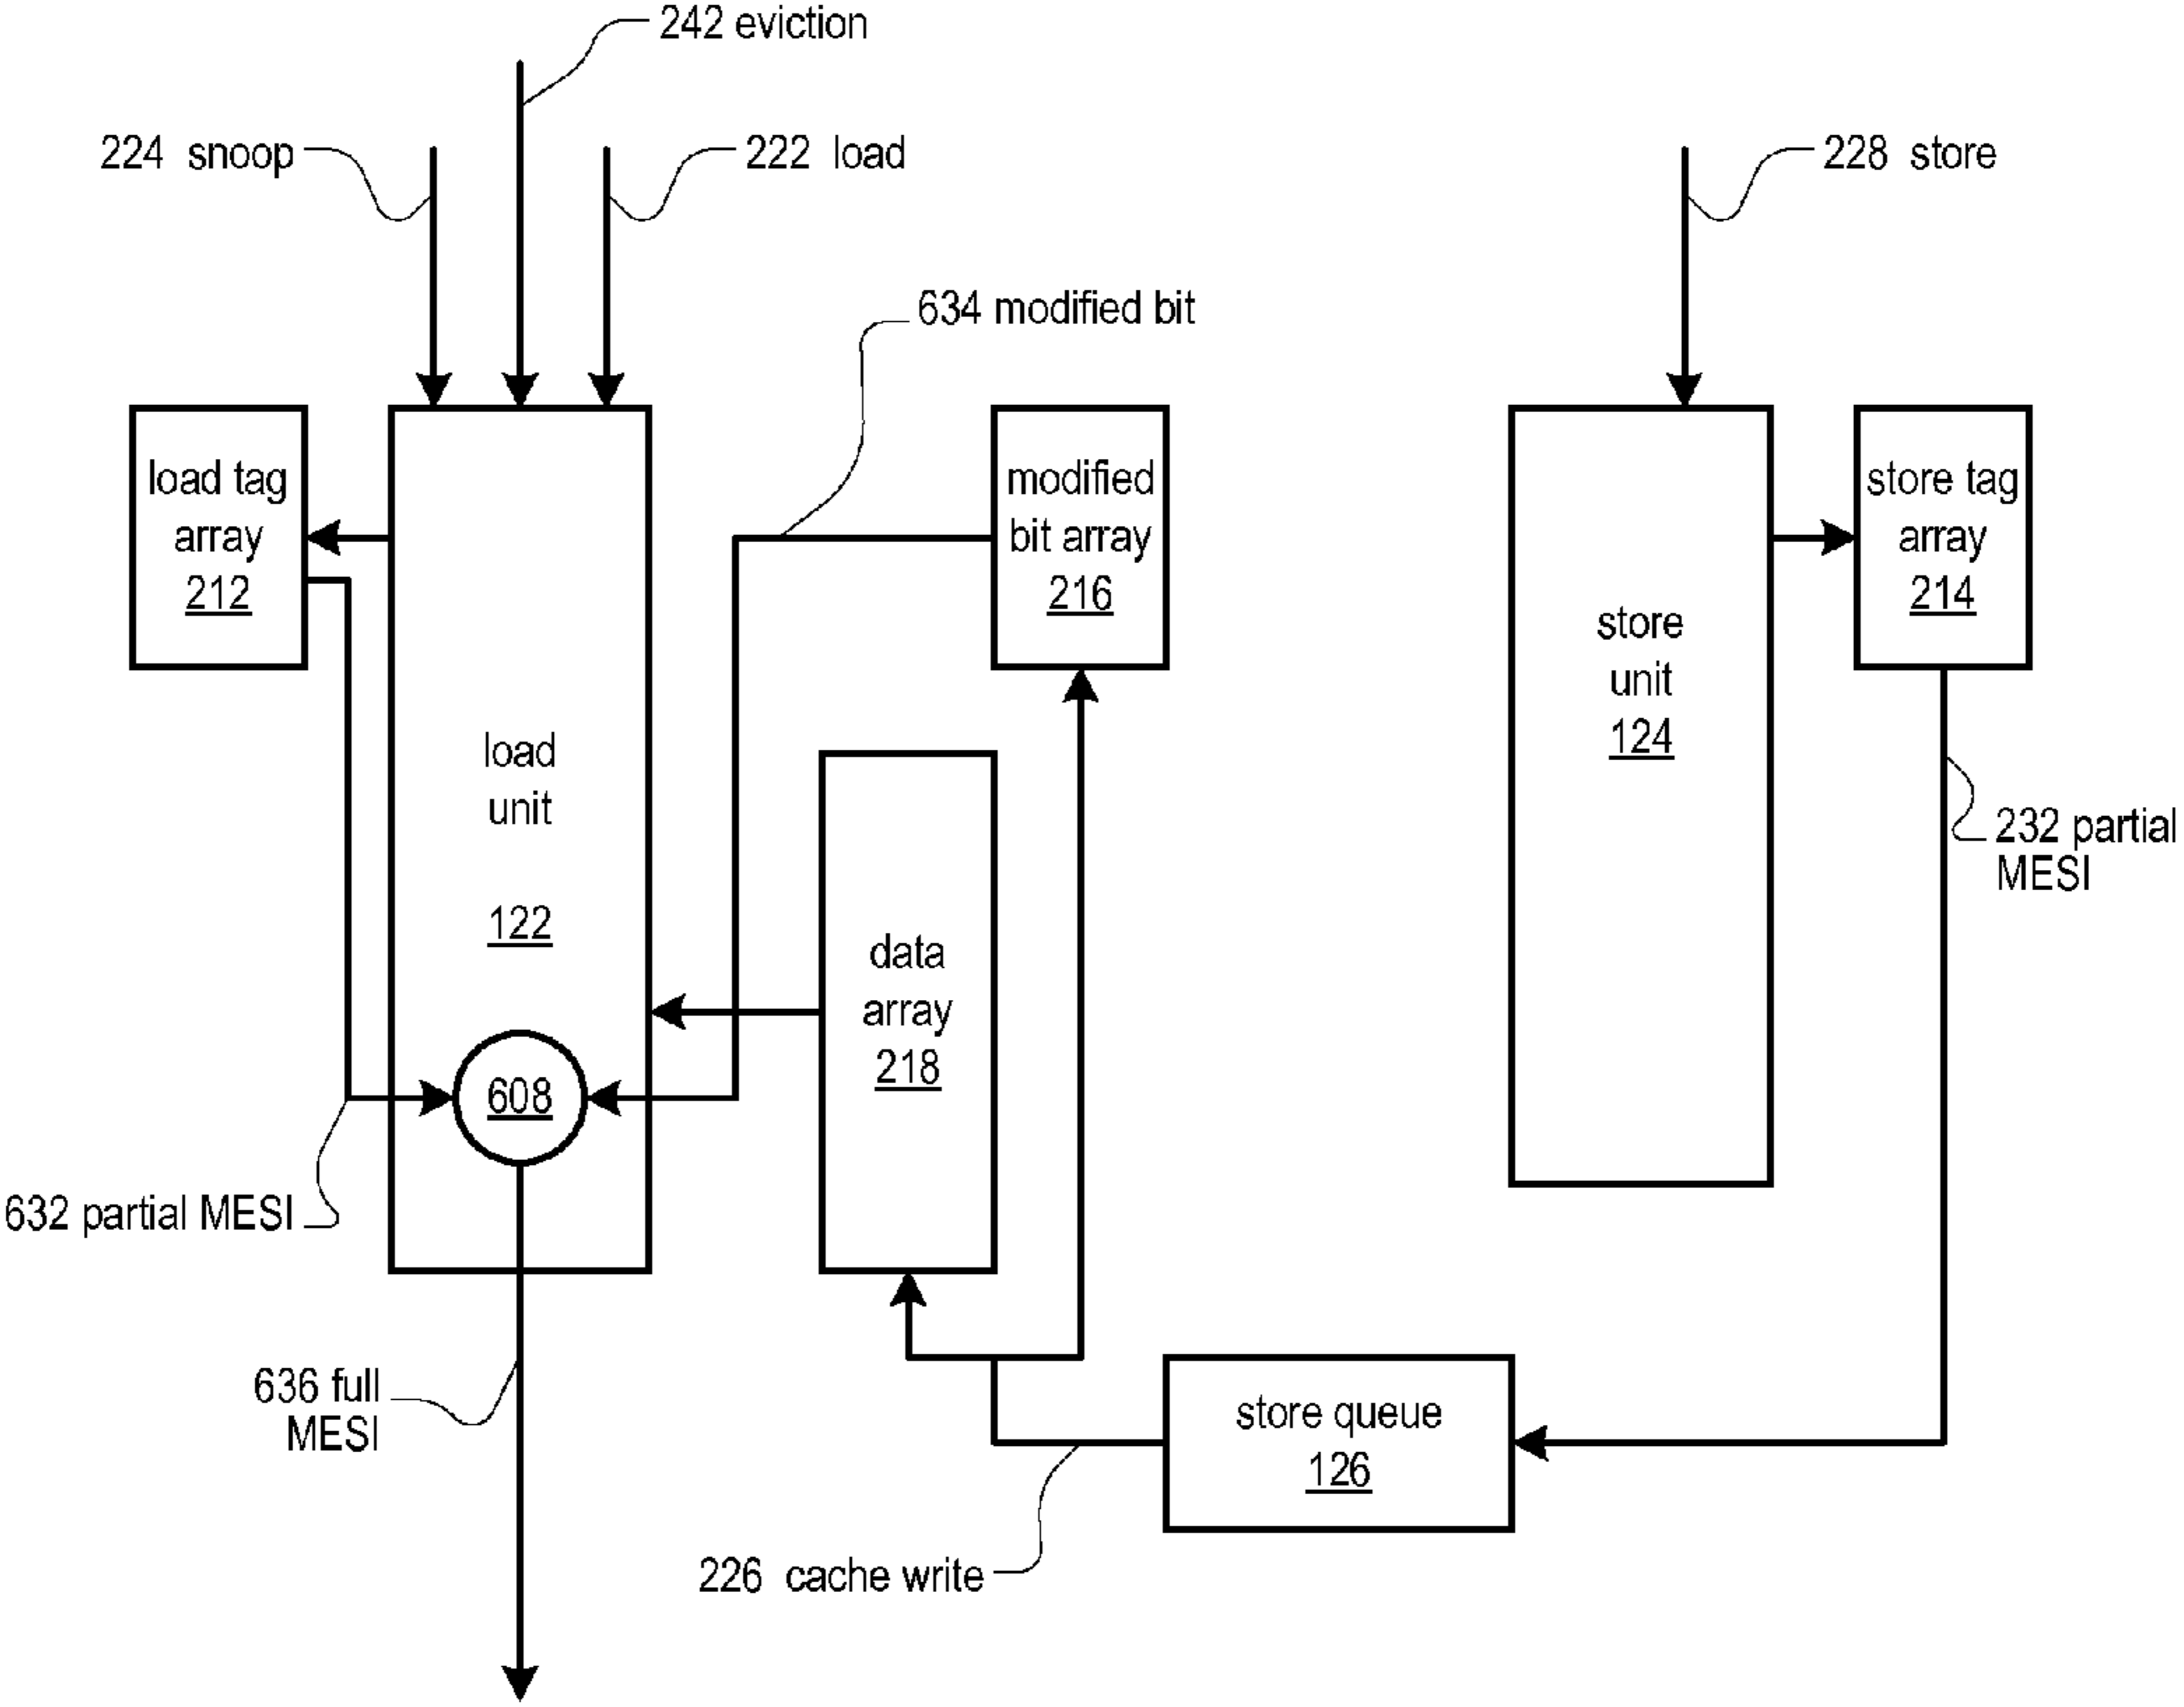 242 eviction
224 snoop
222 load
228 store
634 modified bit
load tag
array
212
modified
bit array
216
store tag
array
214
store
unit
124
load
unit
122
232 partial
MESI
data
array
218
608
632 partial MESI
636 full
MESI
store queue
126
226 cache write